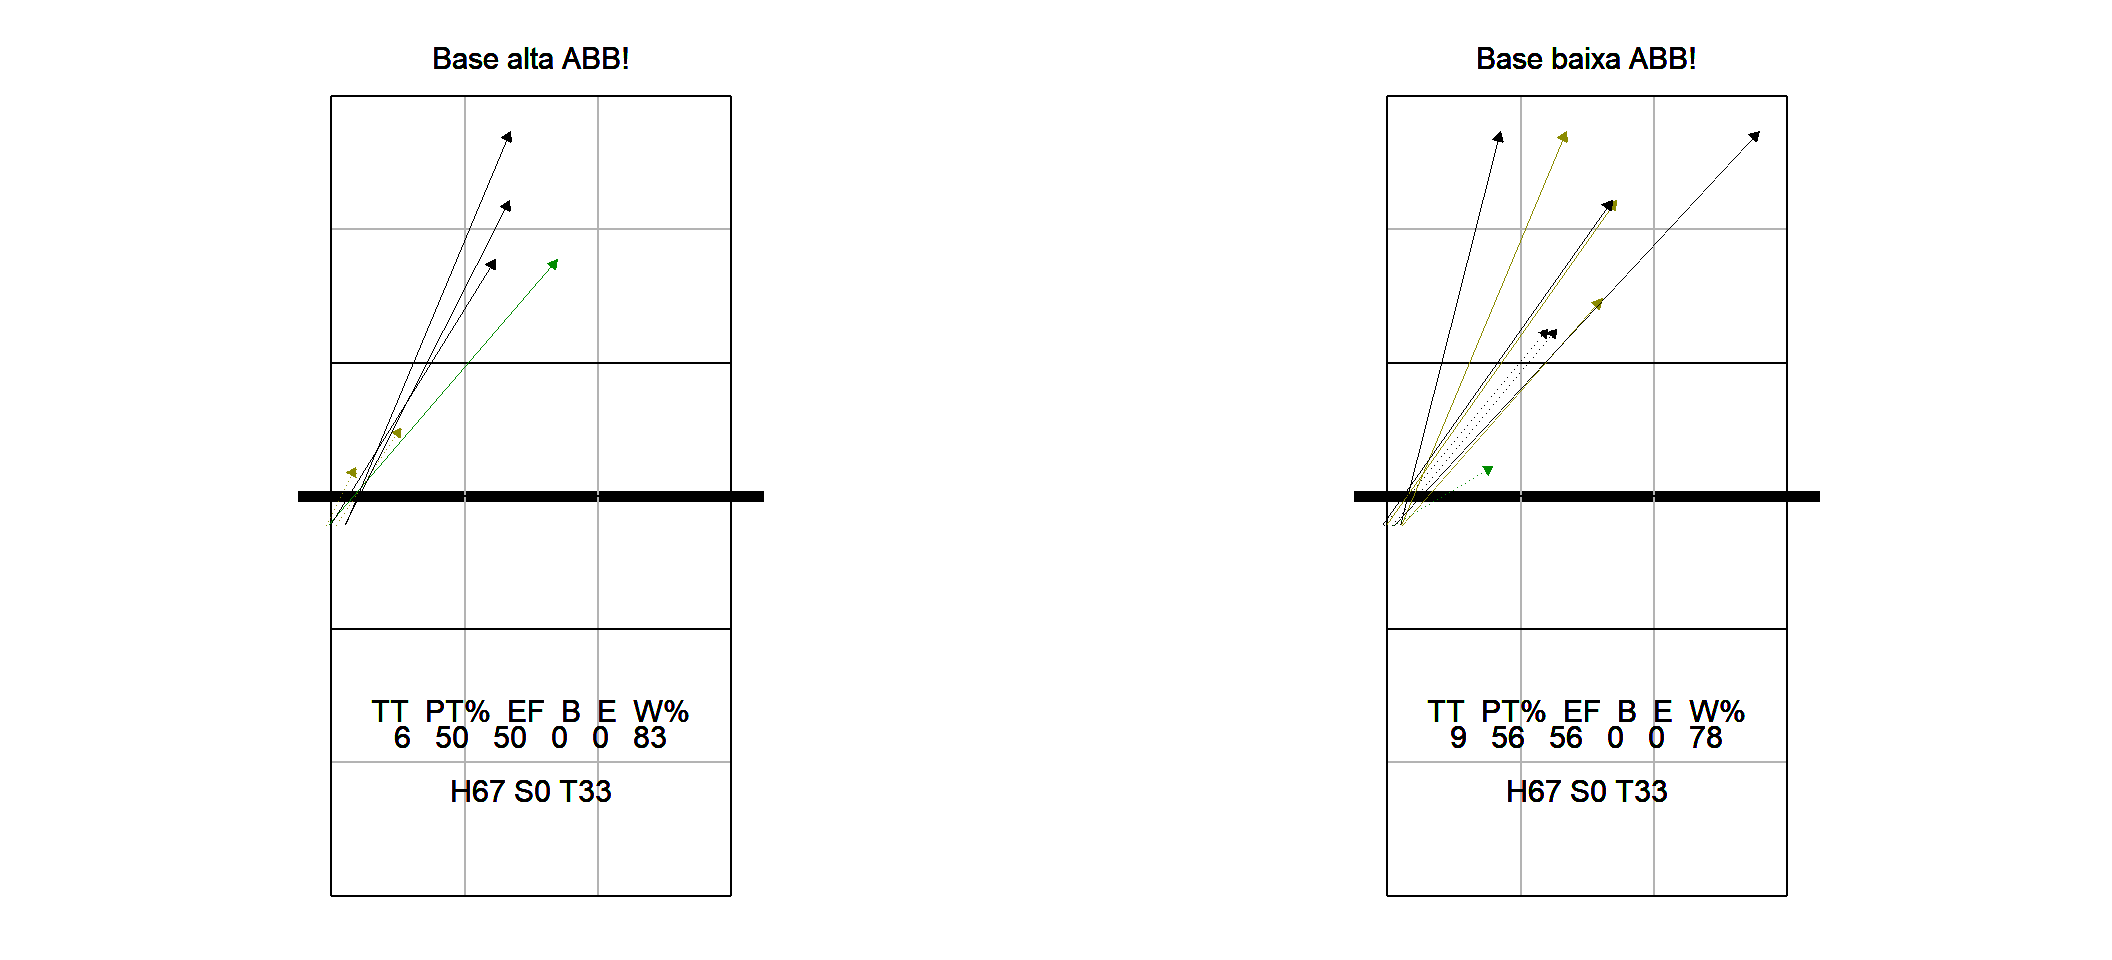 Base alta ABB!
TT PT% EF B E W%
6 50 50 0 0 83
H67 S0 T33
Base baixa ABB!
TT PT% EF B E W%
9 56 56 0 0 78
H67 S0 T33